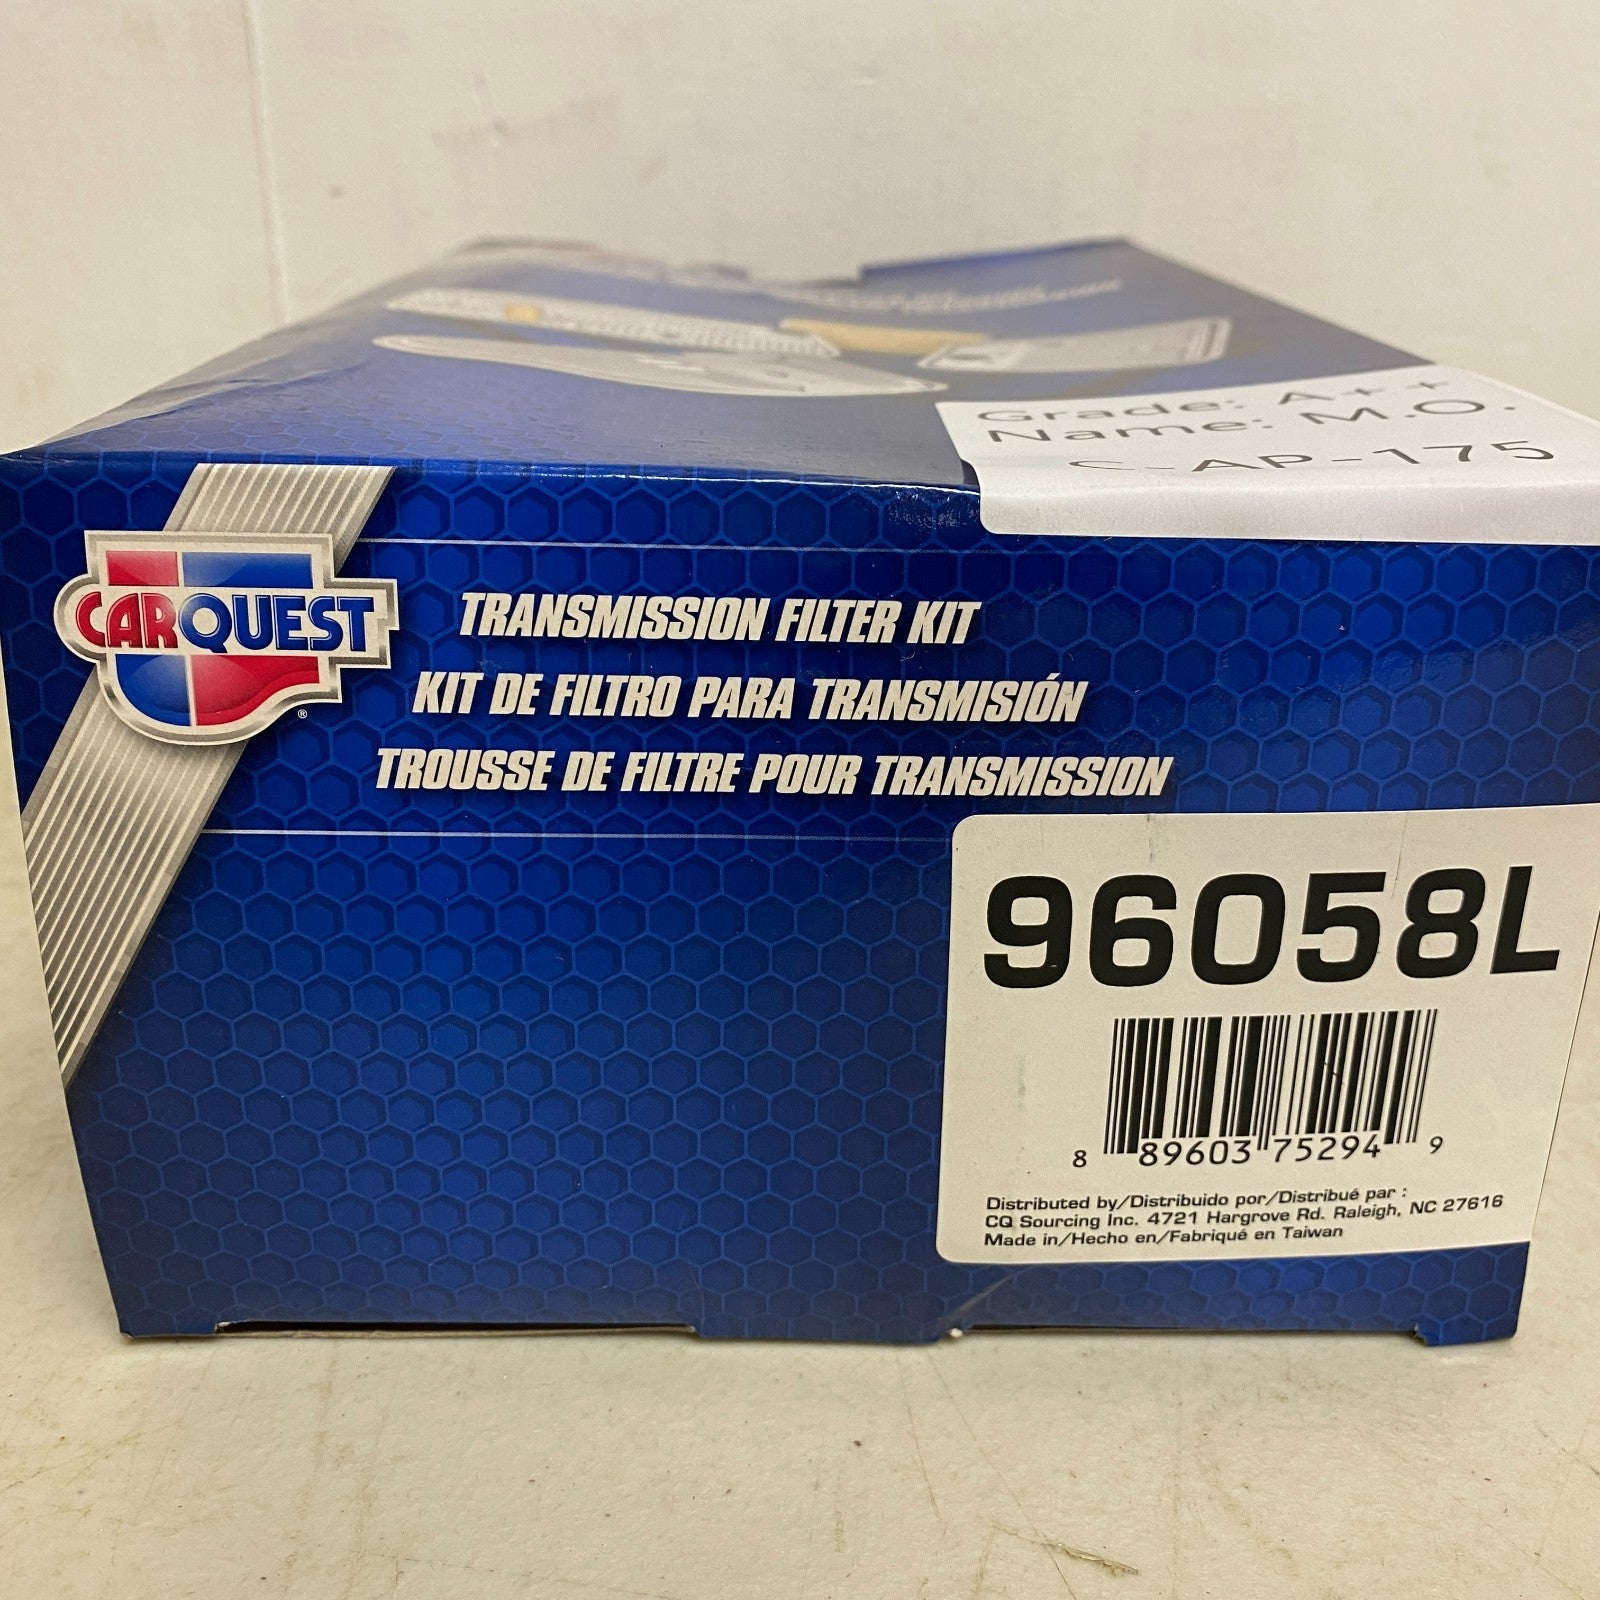 Grade: A++
Name: M.O.
S-AP-175
CARQUEST
®
TRANSMISSION FILTER KIT
KIT DE FILTRO PARA TRANSMISIÓN
TROUSSE DE FILTRE POUR TRANSMISSION
96058L
8 89603 75294 9
Distributed by/Distribuido por/Distribué par :
CQ Sourcing Inc. 4721 Hargrove Rd. Raleigh, NC 27616
Made in/Hecho en/Fabriqué en Taiwan